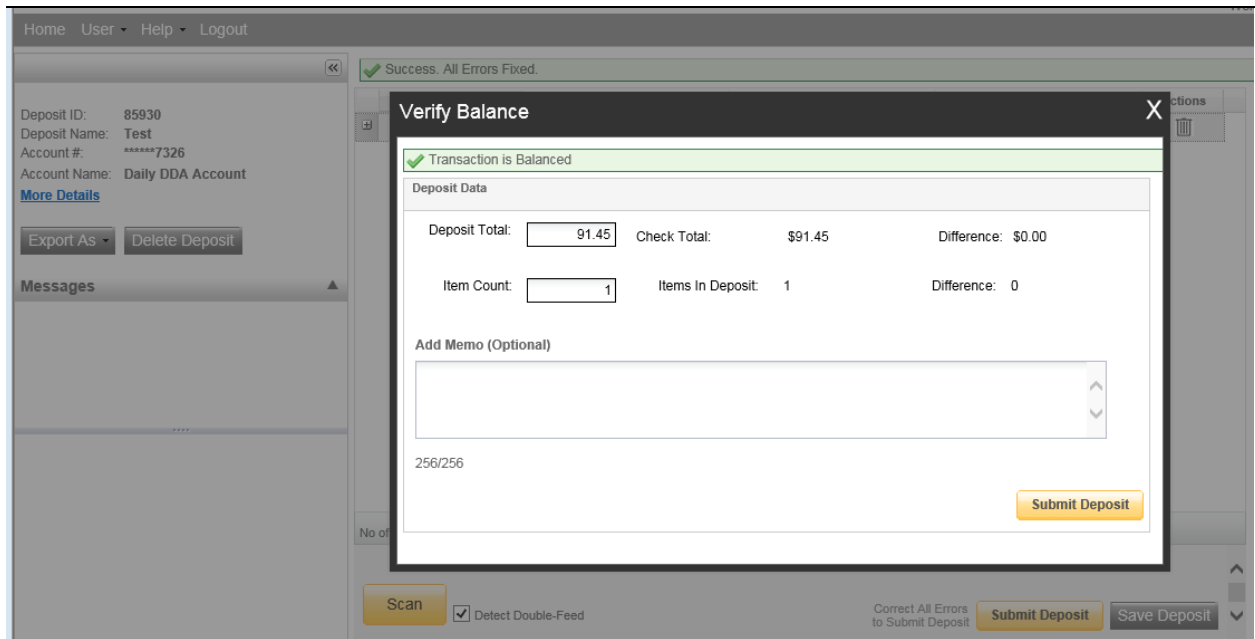 Home User Help Logout
Success. All Errors Fixed.
Deposit ID: 85930
Deposit Name: Test
Account #: ******7326
Account Name: Daily DDA Account
More Details
Export As Delete Deposit
Messages
Verify Balance X
Transaction is Balanced
Deposit Data
Deposit Total: 91.45 Check Total: $91.45 Difference: $0.00
Item Count: 1 Items In Deposit: 1 Difference: 0
Add Memo (Optional)
256/256
Submit Deposit
No of
Scan Detect Double-Feed
Correct All Errors
to Submit Deposit
Submit Deposit Save Deposit